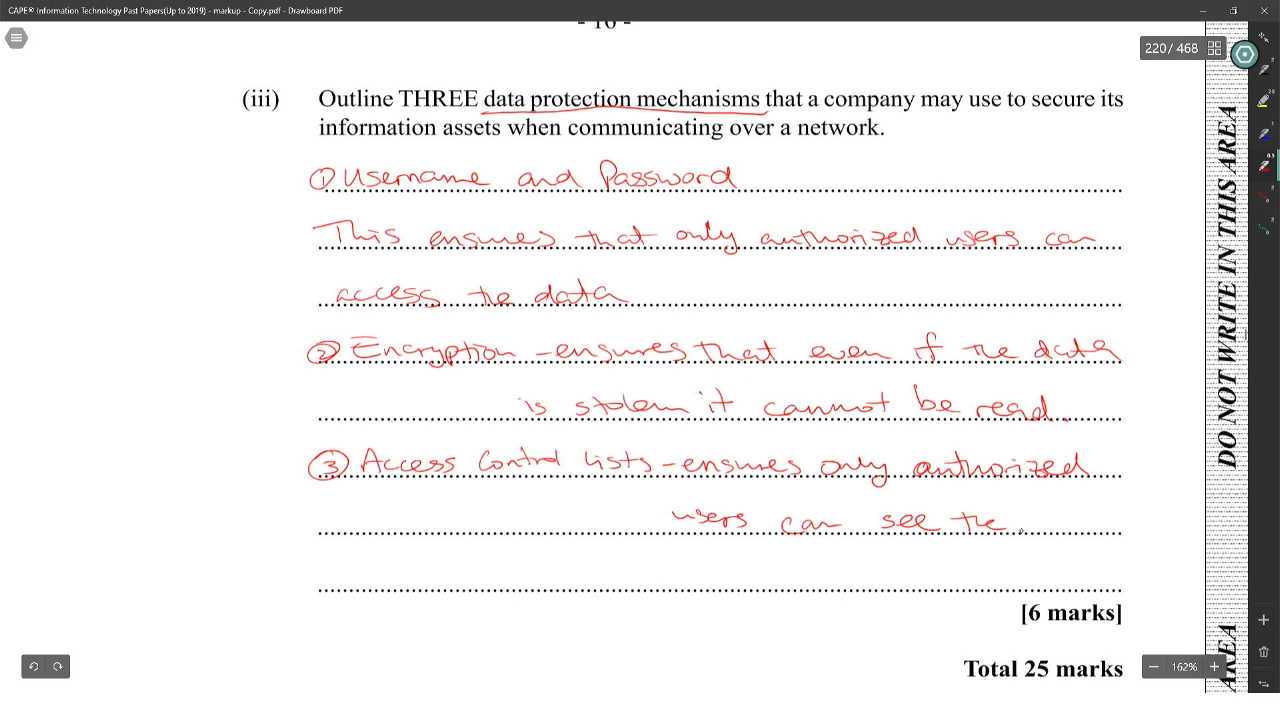 CAPE® Information Technology Past Papers(Up to 2019) - markup - Copy.pdf - Drawboard PDF
- 16 -
220 / 468
(iii) Outline THREE data protection mechanisms that a company may use to secure its
information assets when communicating over a network.
① Username and Password
This ensures that only authorized users can
access the data
② Encryption - ensures that even if the data
is stolen it cannot be read.
③ Access Control lists - ensures only authorized
users can see the
[6 marks]
Total 25 marks
162%
DO NOT WRITE IN THIS AREA
AREA